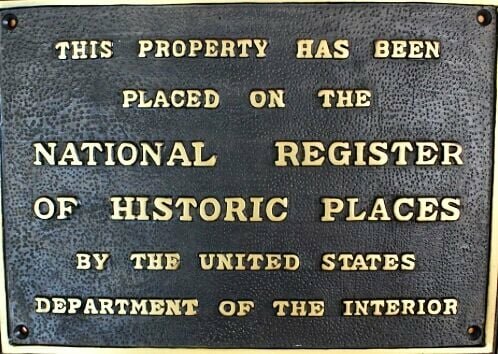 THIS PROPERTY HAS BEEN
PLACED ON THE
NATIONAL REGISTER
OF HISTORIC PLACES
BY THE UNITED STATES
DEPARTMENT OF THE INTERIOR